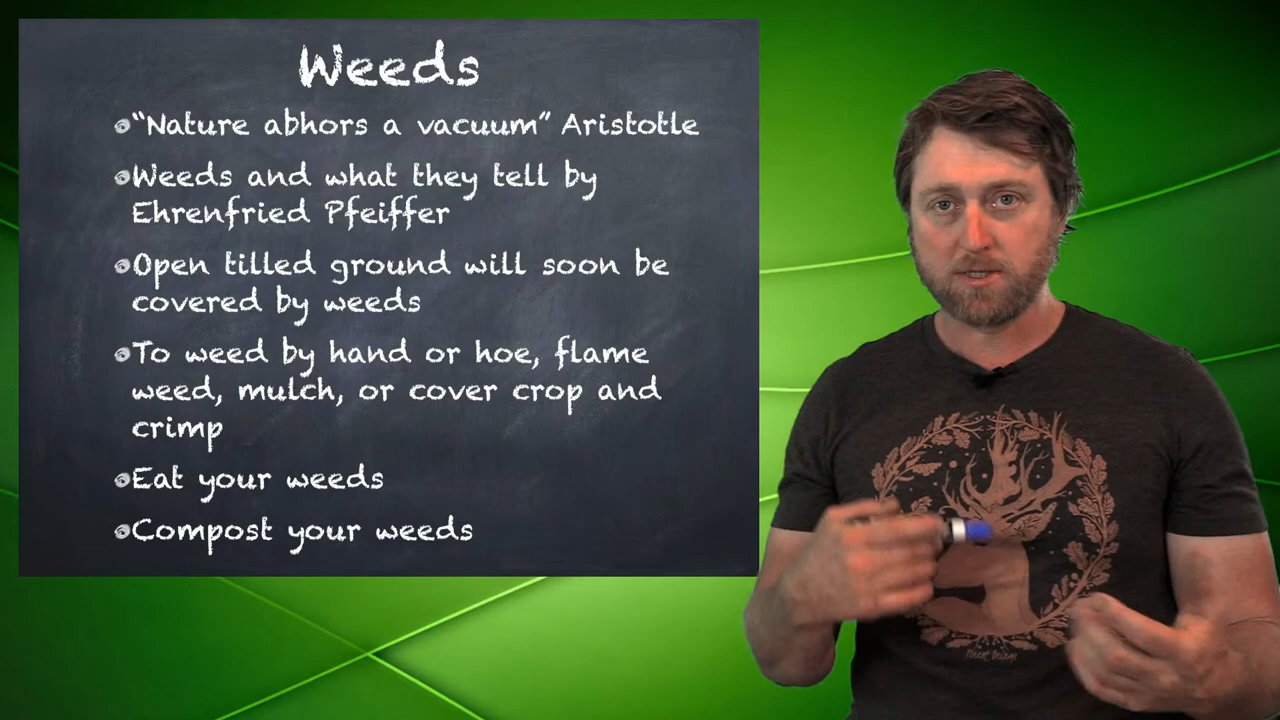 Weeds
"Nature abhors a vacuum" Aristotle
Weeds and what they tell by
Ehrenfried Pfeiffer
Open tilled ground will soon be
covered by weeds
To weed by hand or hoe, flame
weed, mulch, or cover crop and
crimp
Eat your weeds
Compost your weeds